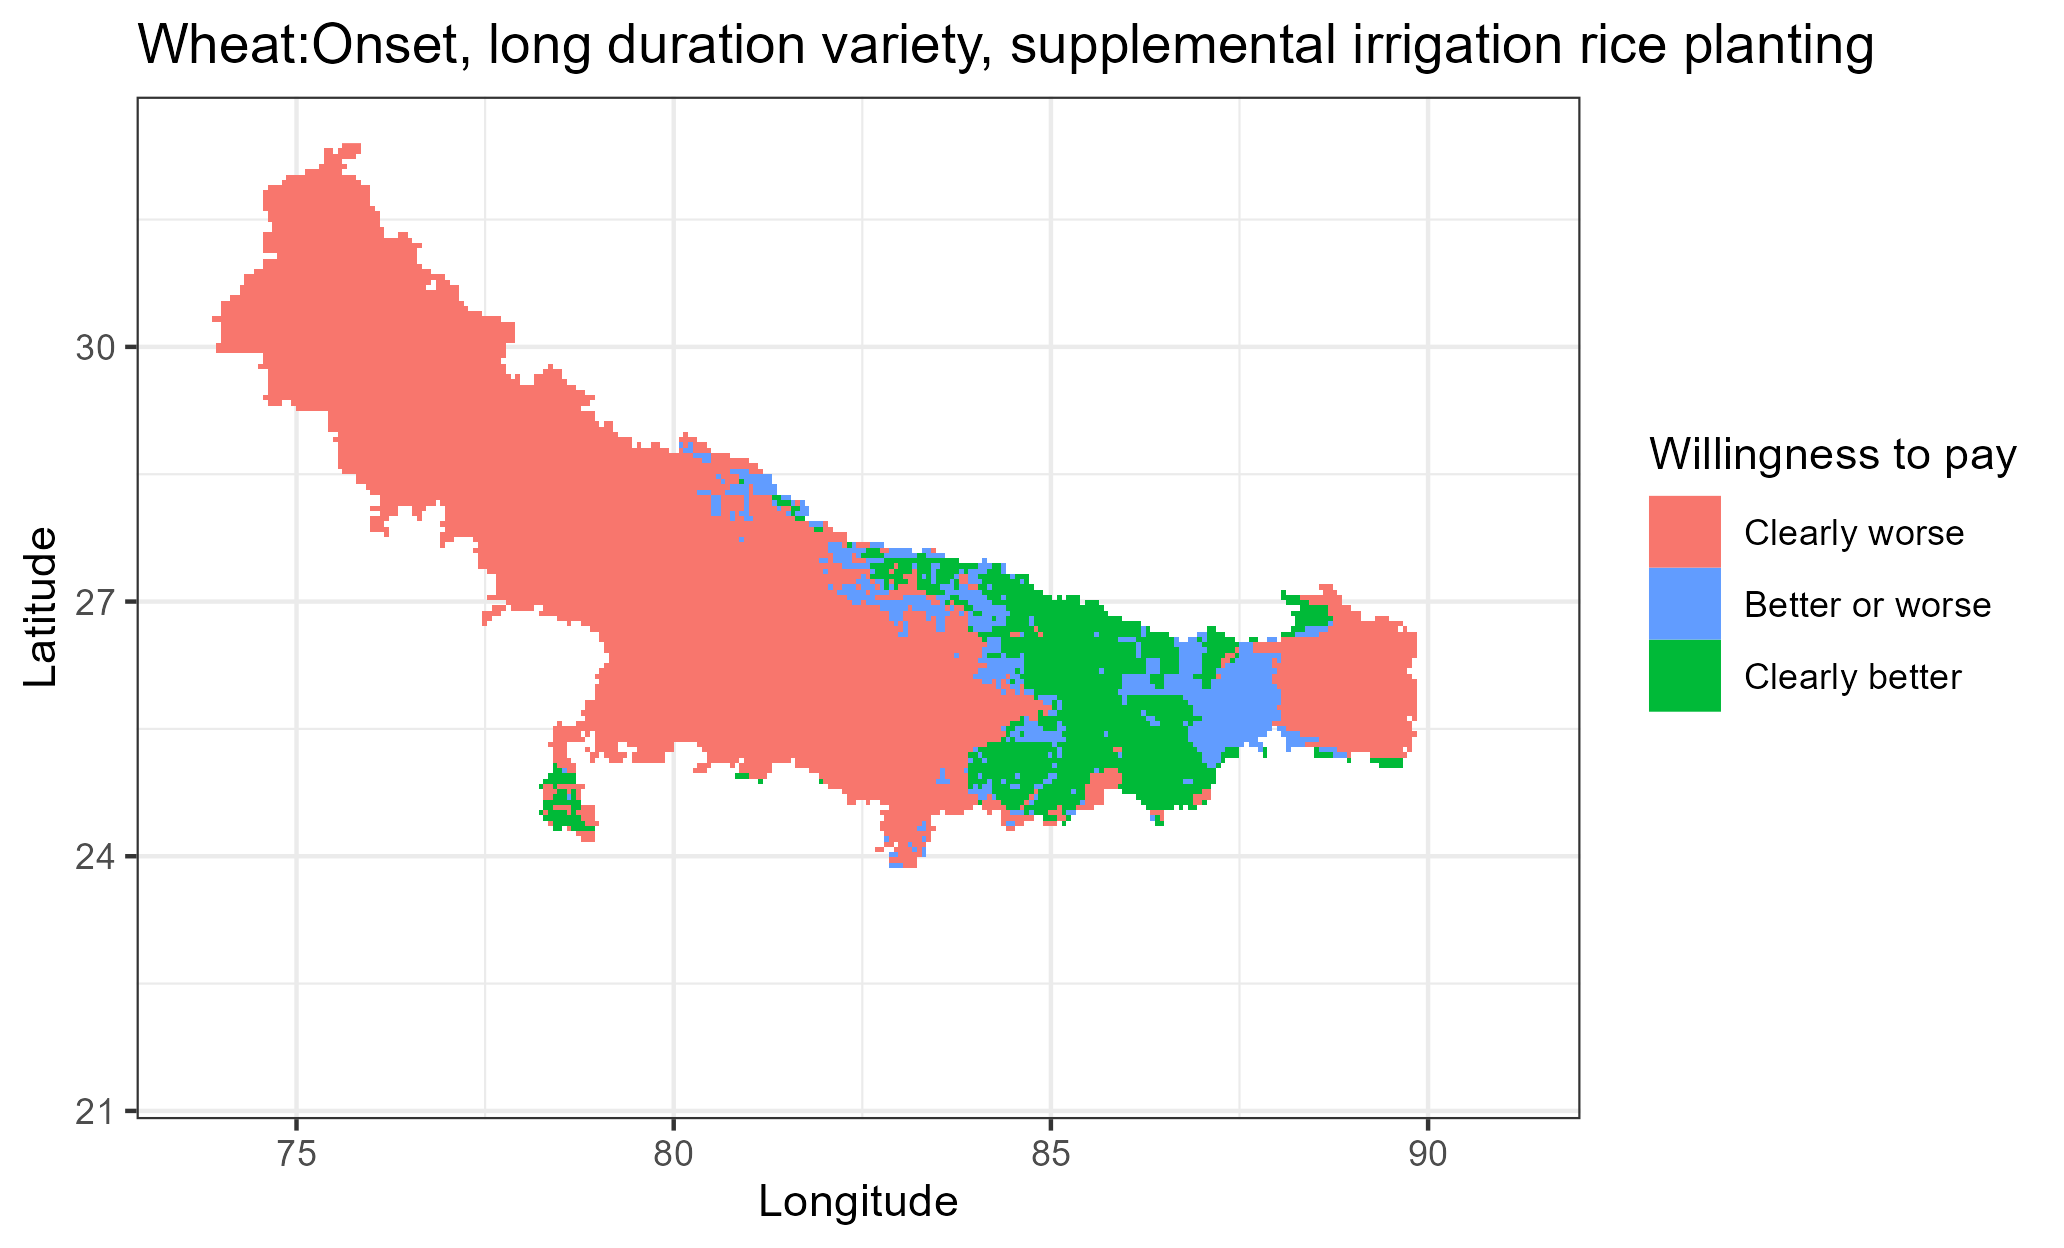 Wheat:Onset, long duration variety, supplemental irrigation rice planting
Latitude
30
27
24
21
75 80 85 90
Longitude
Willingness to pay
Clearly worse
Better or worse
Clearly better